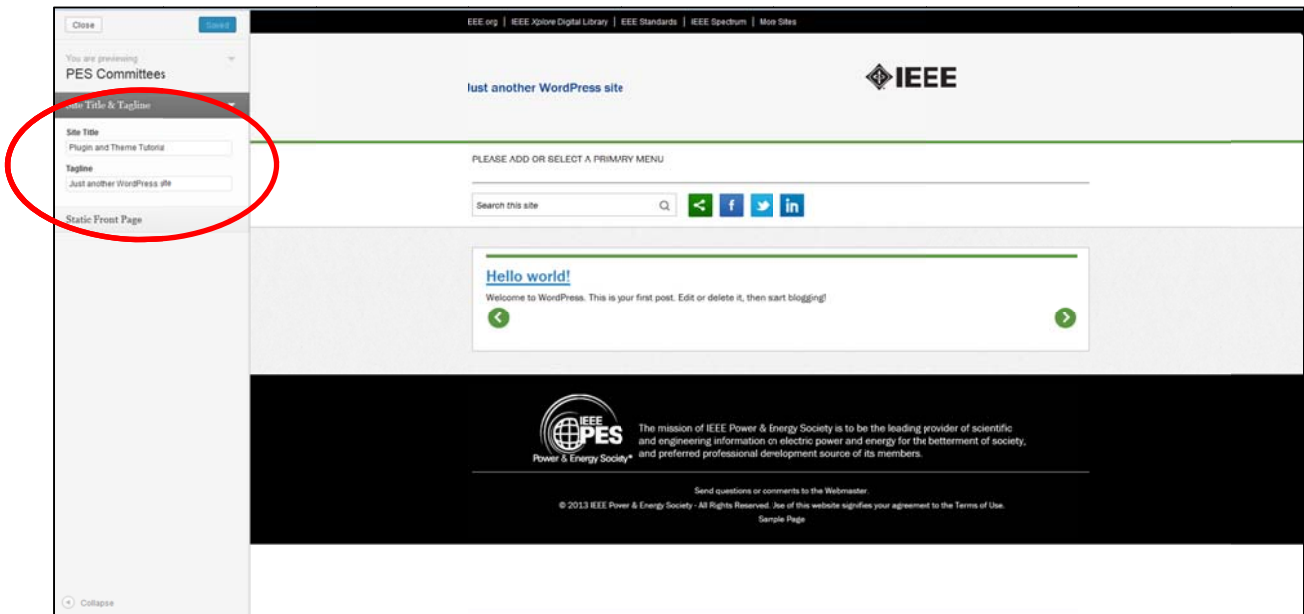 Close
Saved
You are previewing
PES Committees
Site Title & Tagline
Site Title
Plugin and Theme Tutorial
Tagline
Just another WordPress site
Static Front Page
Collapse
EEE.org | IEEE Xplore Digital Library | EEE Standards | IEEE Spectrum | More Sites
Just another WordPress site
IEEE
PLEASE ADD OR SELECT A PRIMARY MENU
Search this site
f
in
Hello world!
Welcome to WordPress. This is your first post. Edit or delete it, then start blogging!
IEEE
PES
Power & Energy Society®
The mission of IEEE Power & Energy Society is to be the leading provider of scientific
and engineering information on electric power and energy for the betterment of society,
and preferred professional development source of its members.
Send questions or comments to the Webmaster.
© 2013 IEEE Power & Energy Society - All Rights Reserved. Use of this website signifies your agreement to the Terms of Use.
Sample Page